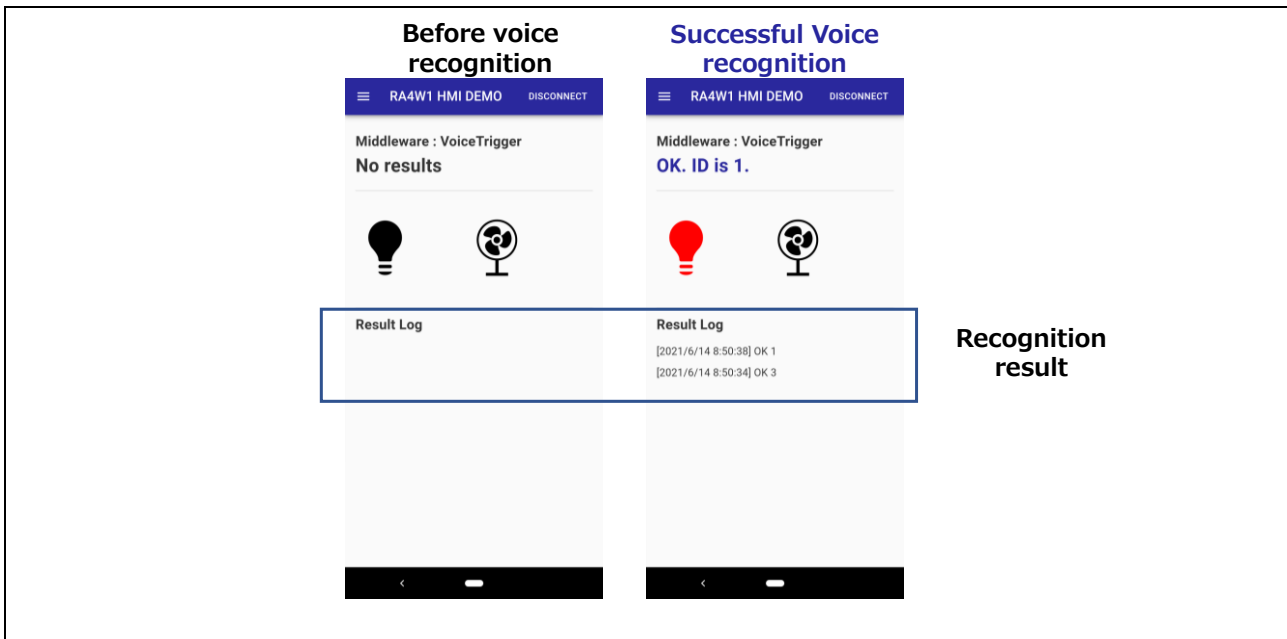 Before voice
recognition
Successful Voice
recognition
RA4W1 HMI DEMO DISCONNECT
Middleware : VoiceTrigger
No results
Result Log
RA4W1 HMI DEMO DISCONNECT
Middleware : VoiceTrigger
OK. ID is 1.
Result Log
[2021/6/14 8:50:38] OK 1
[2021/6/14 8:50:34] OK 3
Recognition
result